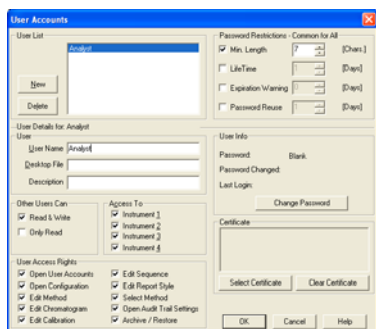 User Accounts
User List
Analyst
New
Delete
Password Restrictions - Common for All
Min. Length 7 [Chars.]
LifeTime 1 [Days]
Expiration Warning 0 [Days]
Password Reuse 1 [Days]
User Details for: Analyst
User
User Name Analyst
Desktop File
Description
Other Users Can
Read & Write
Only Read
Access To
Instrument 1
Instrument 2
Instrument 3
Instrument 4
User Access Rights
Open User Accounts
Open Configuration
Edit Method
Edit Chromatogram
Edit Calibration
Edit Sequence
Edit Report Style
Select Method
Open Audit Trail Settings
Archive / Restore
User Info
Password: Blank
Password Changed:
Last Login:
Change Password
Certificate
Select Certificate Clear Certificate
OK Cancel Help